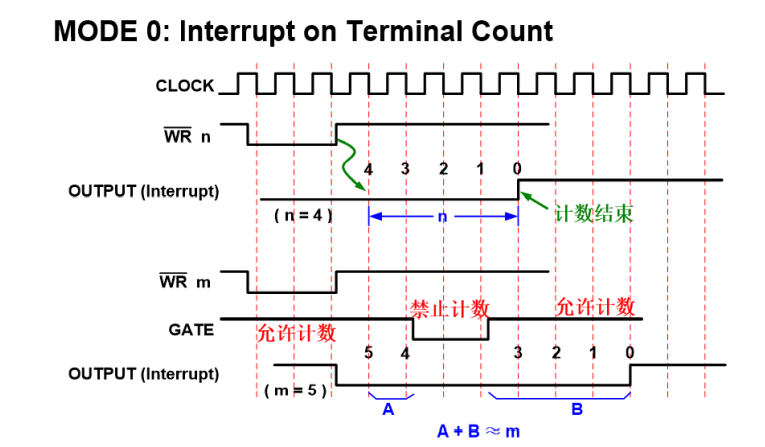 MODE 0: Interrupt on Terminal Count
CLOCK
WR n
4 3 2 1 0
OUTPUT (Interrupt)
( n = 4 )
n
计数结束
WR m
禁止计数
允许计数
GATE
允许计数
5 4 3 2 1 0
OUTPUT (Interrupt)
( m = 5 )
A
B
A + B ≈ m